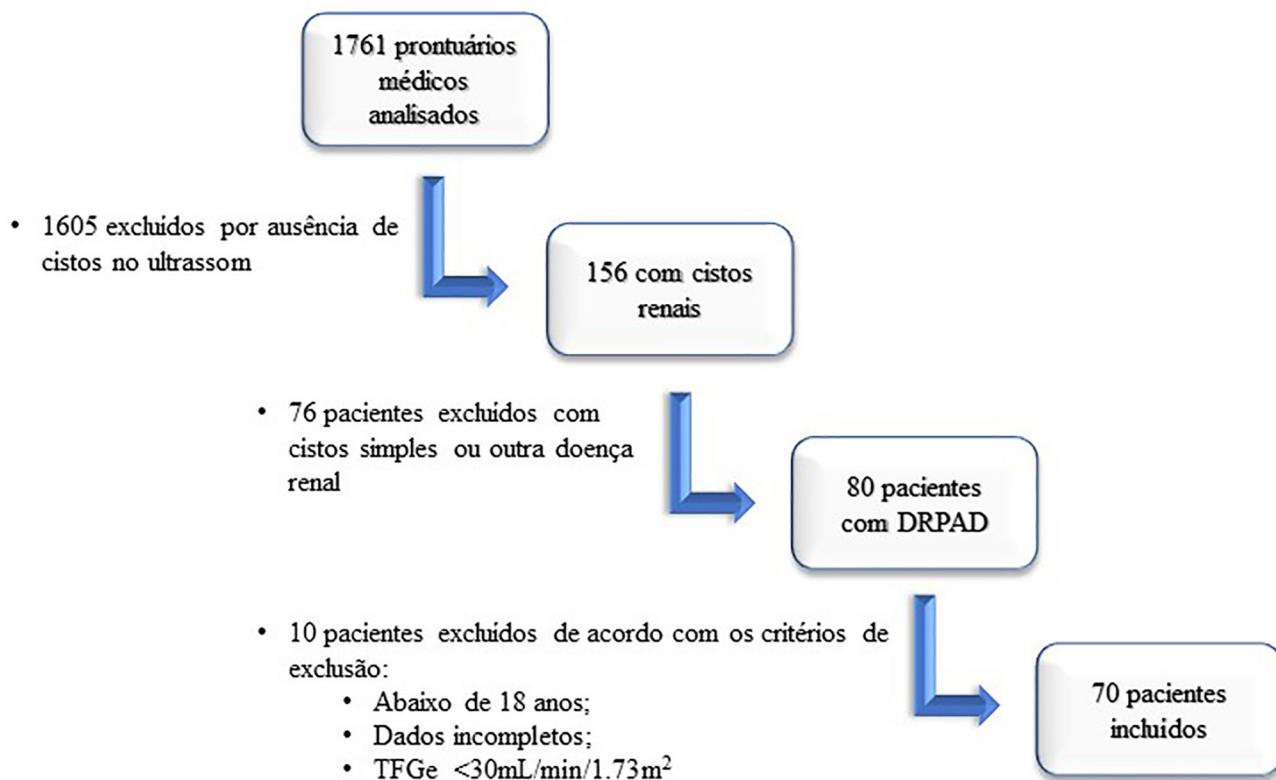 1761 prontuários
médicos
analisados
• 1605 excluídos por ausência de
cistos no ultrassom
156 com cistos
renais
• 76 pacientes excluídos com
cistos simples ou outra doença
renal
80 pacientes
com DRPAD
• 10 pacientes excluídos de acordo com os critérios de
exclusão:
• Abaixo de 18 anos;
• Dados incompletos;
• TFGe <30mL/min/1.73m²
70 pacientes
incluídos